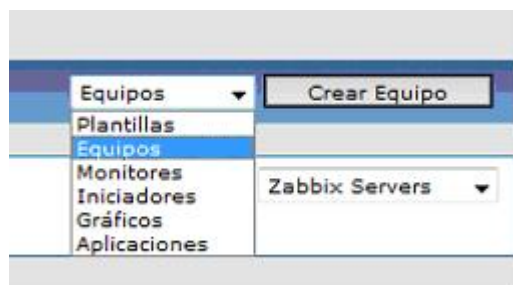 Equipos
Crear Equipo
Plantillas
Equipos
Monitores
Iniciadores
Gráficos
Aplicaciones
Zabbix Servers